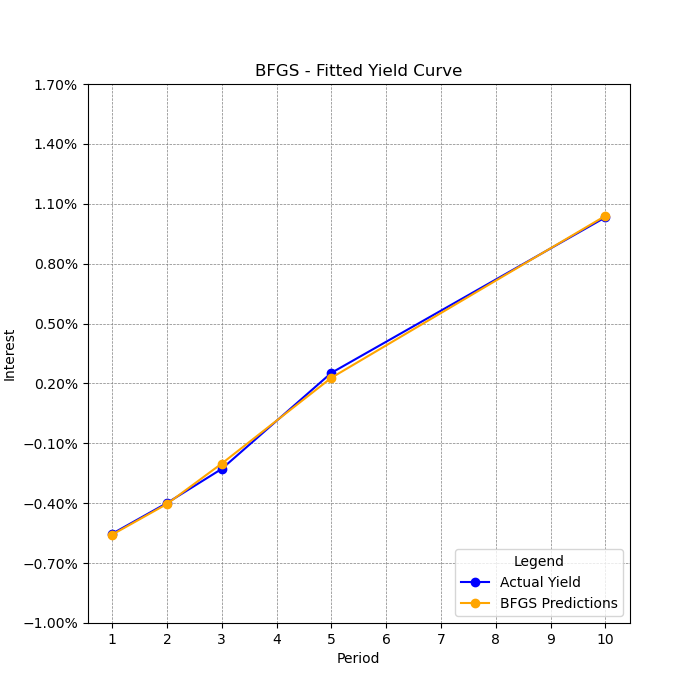 BFGS - Fitted Yield Curve
1.70%
1.40%
1.10%
0.80%
0.50%
0.20%
−0.10%
−0.40%
−0.70%
−1.00%
Interest
1 2 3 4 5 6 7 8 9 10
Period
Legend
Actual Yield
BFGS Predictions